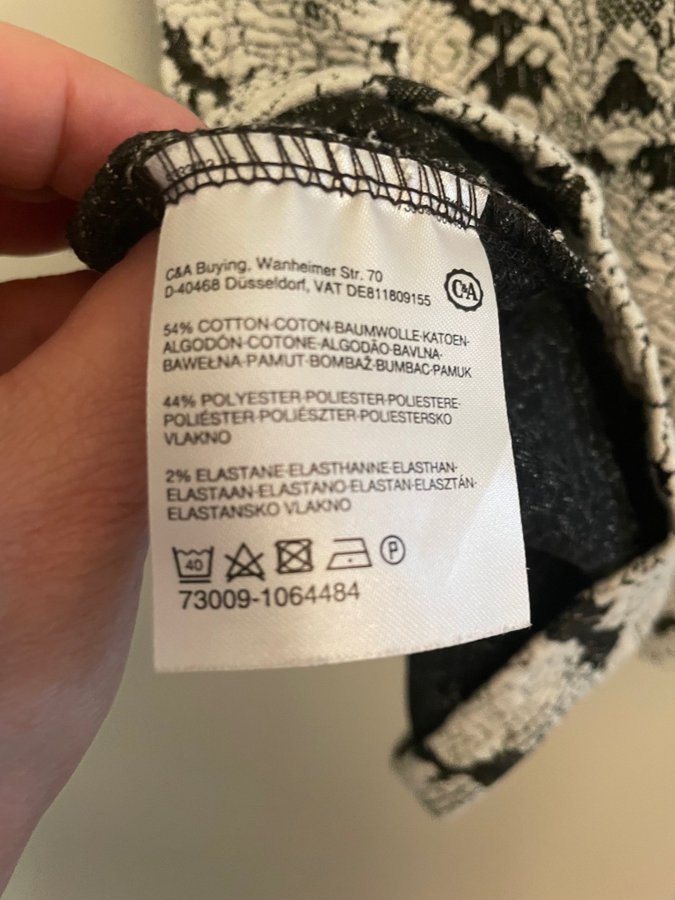 C&A Buying, Wanheimer Str. 70
D-40468 Düsseldorf, VAT DE811809155
C&A
54% COTTON·COTON·BAUMWOLLE·KATOEN·
ALGODÓN·COTONE·ALGODÃO·BAVLNA·
BAWEŁNA·PAMUT·BOMBAŽ·BUMBAC·PAMUK
44% POLYESTER·POLIESTER·POLIESTERE·
POLIÉSTER·POLIÉSZTER·POLIESTERSKO
VLAKNO
2% ELASTANE·ELASTHANNE·ELASTHAN·
ELASTAAN·ELASTANO·ELASTAN·ELASZTÁN·
ELASTANSKO VLAKNO
40 P
73009-1064484